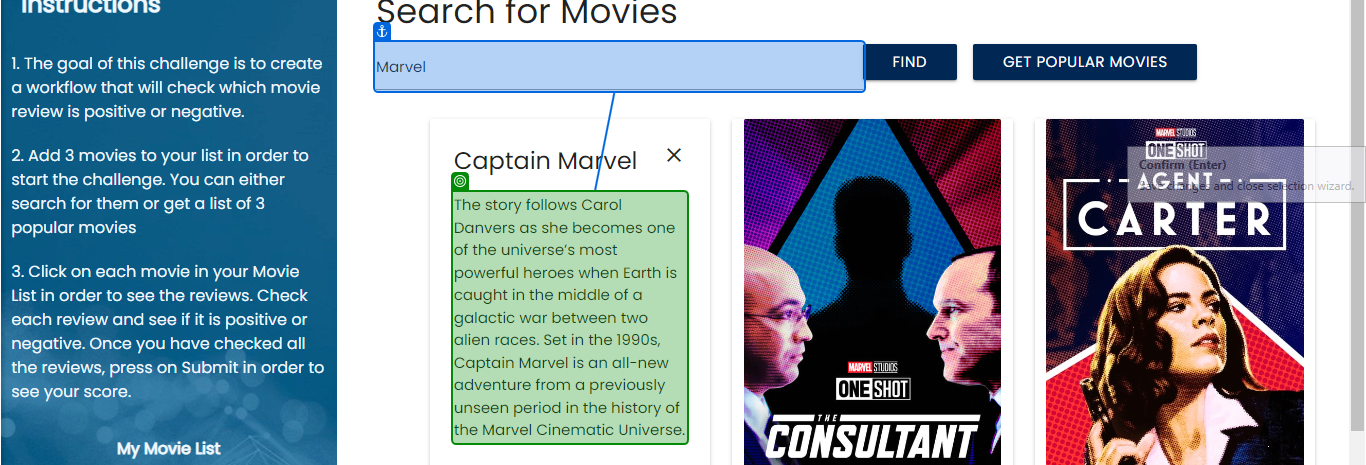 Instructions
1. The goal of this challenge is to create
a workflow that will check which movie
review is positive or negative.
2. Add 3 movies to your list in order to
start the challenge. You can either
search for them or get a list of 3
popular movies
3. Click on each movie in your Movie
List in order to see the reviews. Check
each review and see if it is positive or
negative. Once you have checked all
the reviews, press on Submit in order to
see your score.
My Movie List
Search for Movies
Marvel
FIND
GET POPULAR MOVIES
Captain Marvel
The story follows Carol
Danvers as she becomes one
of the universe’s most
powerful heroes when Earth is
caught in the middle of a
galactic war between two
alien races. Set in the 1990s,
Captain Marvel is an all-new
adventure from a previously
unseen period in the history of
the Marvel Cinematic Universe.
MARVEL STUDIOS
ONE SHOT
THE
CONSULTANT
MARVEL STUDIOS
ONE SHOT
Confirm (Enter)
AGENT
changes and close selection wizard.
CARTER